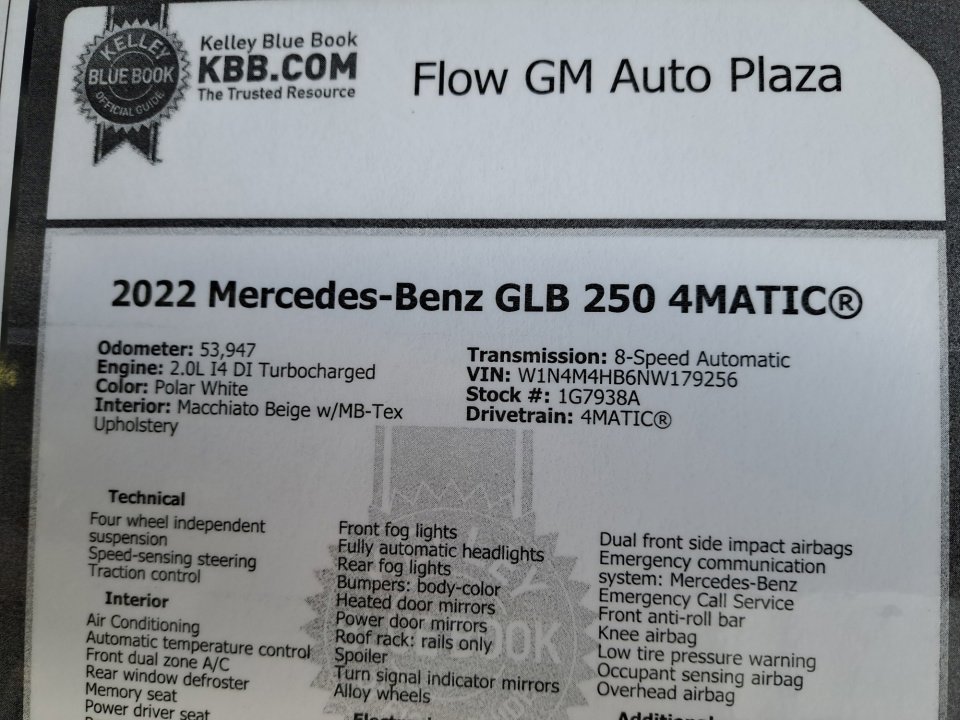 KELLEY
BLUE BOOK
OFFICIAL GUIDE
Kelley Blue Book
KBB.COM
The Trusted Resource
Flow GM Auto Plaza
2022 Mercedes-Benz GLB 250 4MATIC®
Odometer: 53,947
Engine: 2.0L I4 DI Turbocharged
Color: Polar White
Interior: Macchiato Beige w/MB-Tex
Upholstery
Transmission: 8-Speed Automatic
VIN: W1N4M4HB6NW179256
Stock #: 1G7938A
Drivetrain: 4MATIC®
Technical
Four wheel independent
suspension
Speed-sensing steering
Traction control
Interior
Air Conditioning
Automatic temperature control
Front dual zone A/C
Rear window defroster
Memory seat
Power driver seat
Front fog lights
Fully automatic headlights
Rear fog lights
Bumpers: body-color
Heated door mirrors
Power door mirrors
Roof rack: rails only
Spoiler
Turn signal indicator mirrors
Alloy wheels
Dual front side impact airbags
Emergency communication
system: Mercedes-Benz
Emergency Call Service
Front anti-roll bar
Knee airbag
Low tire pressure warning
Occupant sensing airbag
Overhead airbag
Additional